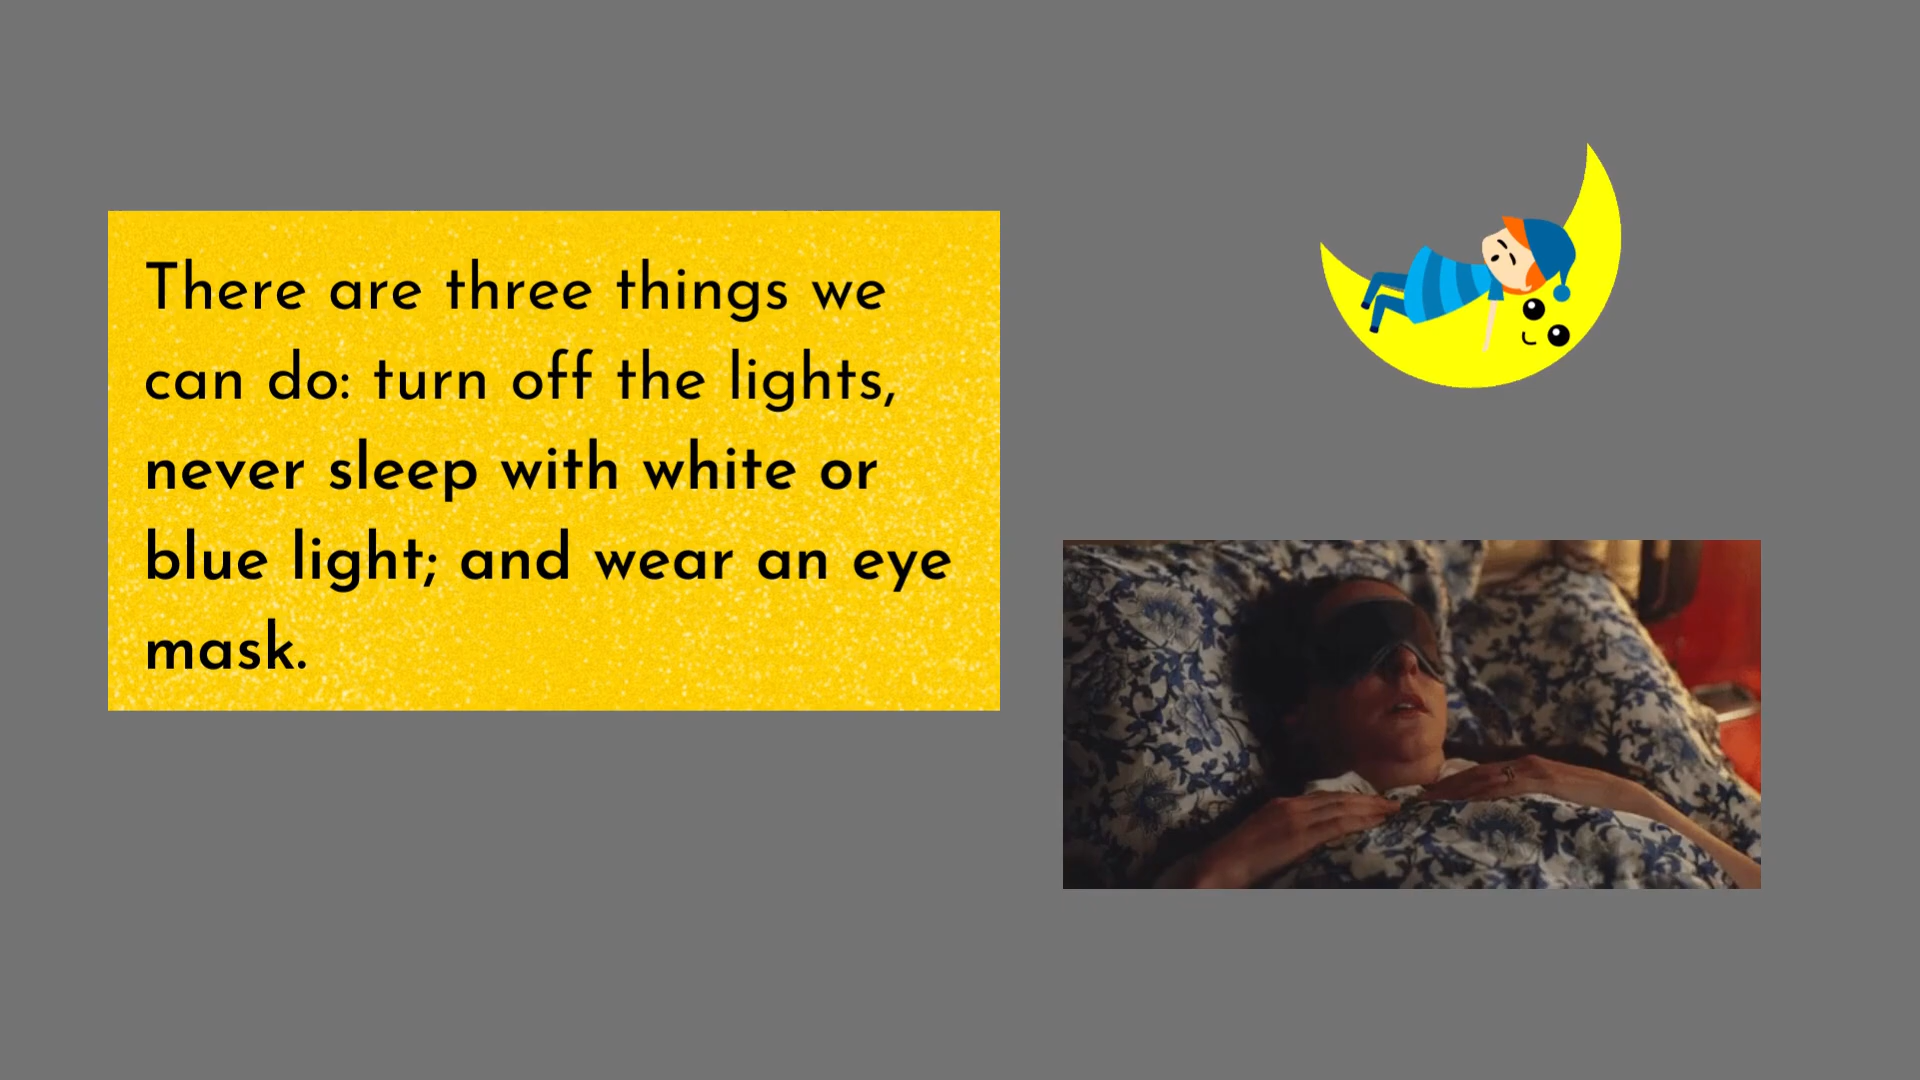 There are three things we
can do: turn off the lights,
never sleep with white or
blue light; and wear an eye
mask.